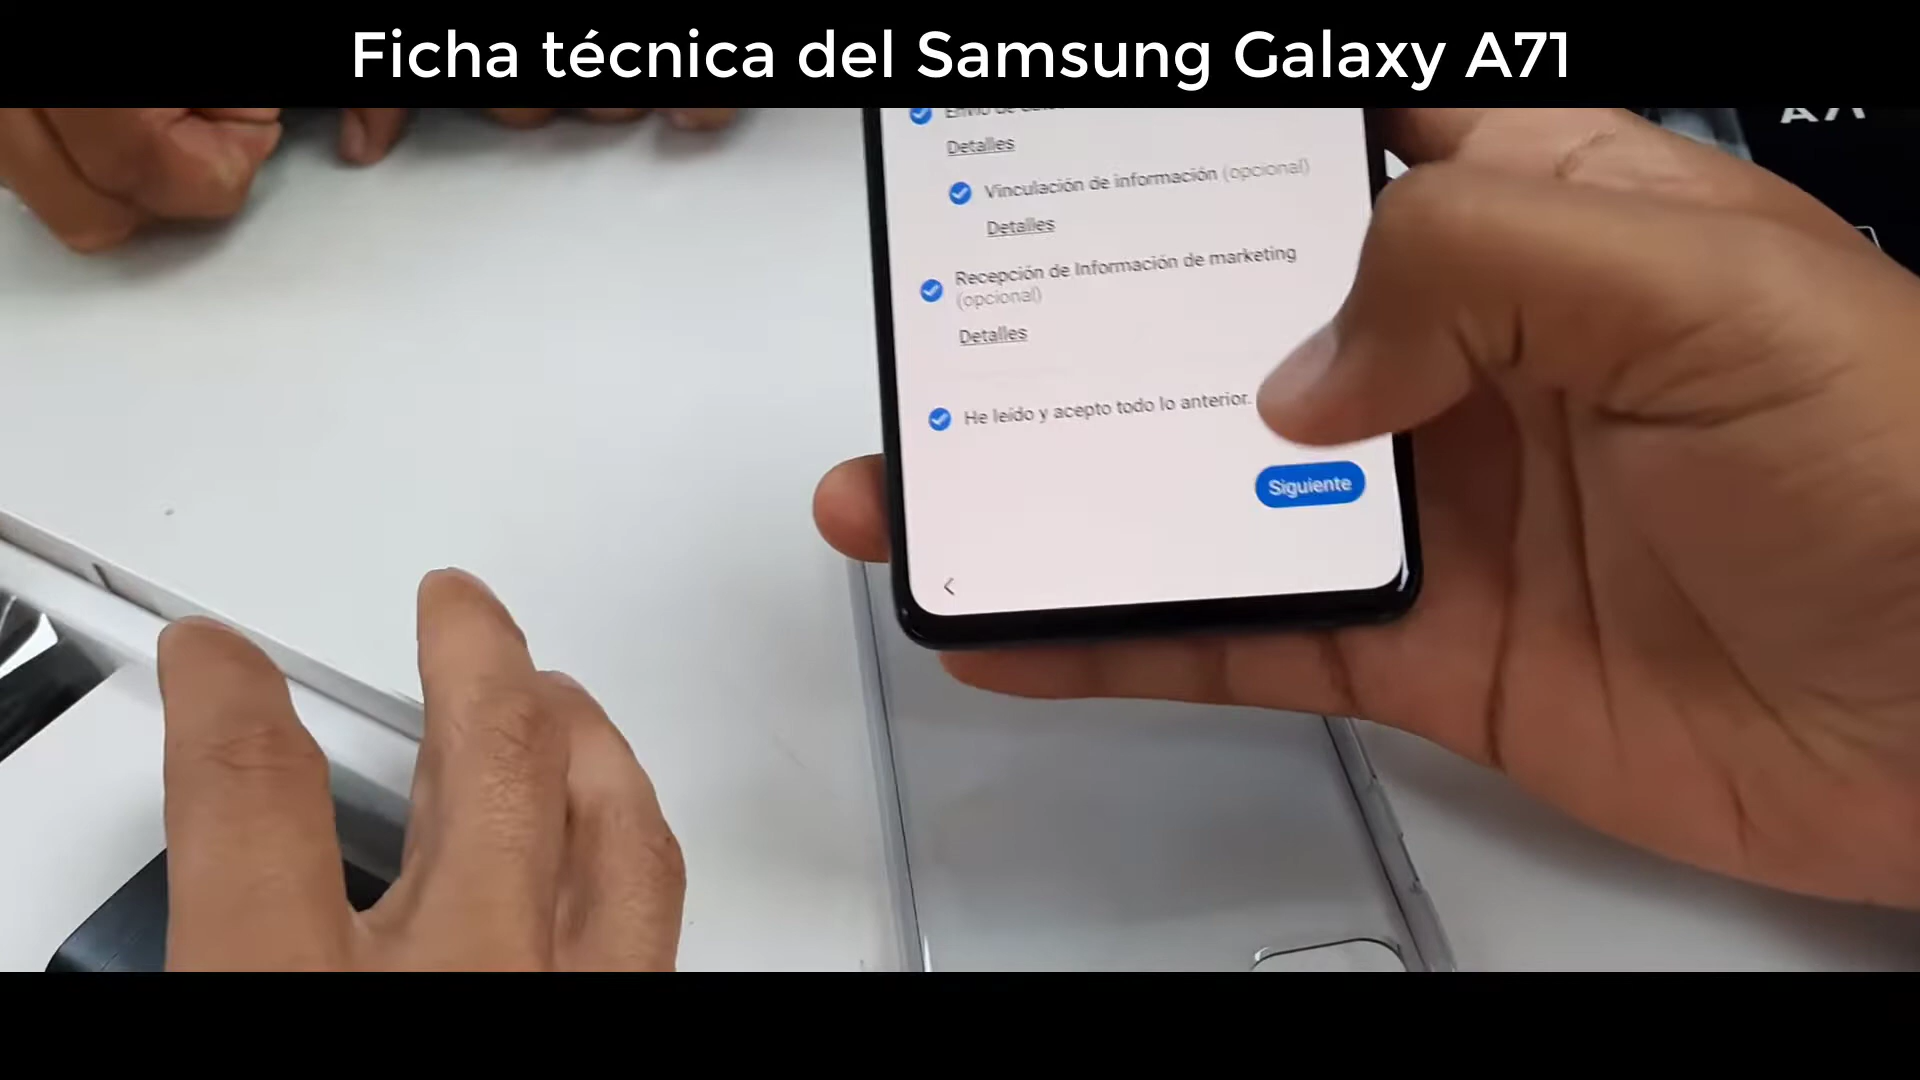 Ficha técnica del Samsung Galaxy A71
Detalles
Vinculación de información (opcional)
Detalles
Recepción de Información de marketing
(opcional)
Detalles
He leído y acepto todo lo anterior.
Siguiente